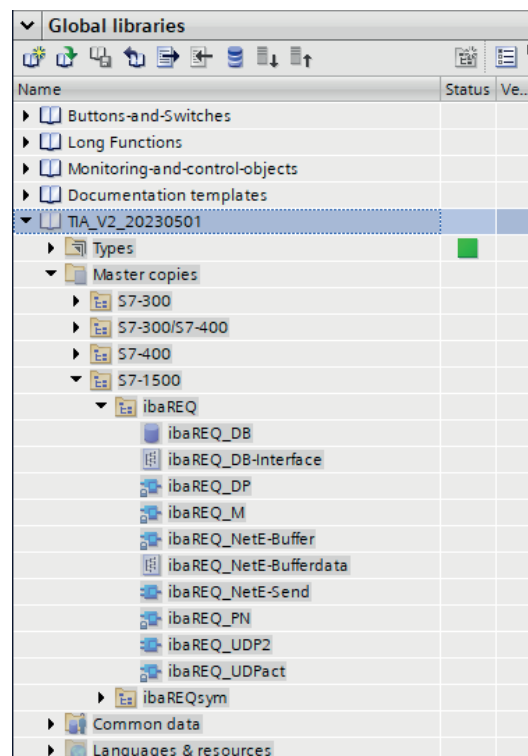 Global libraries
Name Status Ve...
Buttons-and-Switches
Long Functions
Monitoring-and-control-objects
Documentation templates
TIA_V2_20230501
Types
Master copies
S7-300
S7-300/S7-400
S7-400
S7-1500
ibaREQ
ibaREQ_DB
ibaREQ_DB-Interface
ibaREQ_DP
ibaREQ_M
ibaREQ_NetE-Buffer
ibaREQ_NetE-Bufferdata
ibaREQ_NetE-Send
ibaREQ_PN
ibaREQ_UDP2
ibaREQ_UDPact
ibaREQsym
Common data
Languages & resources